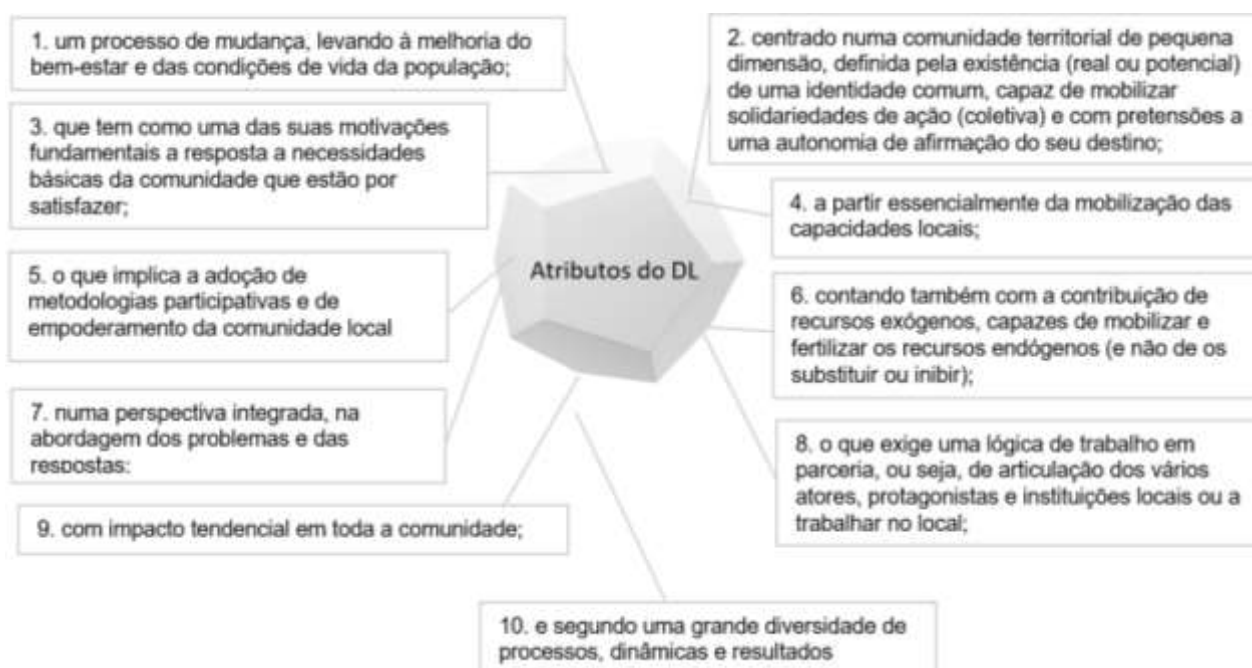 1. um processo de mudança, levando à melhoria do
bem-estar e das condições de vida da população;
2. centrado numa comunidade territorial de pequena
dimensão, definida pela existência (real ou potencial)
de uma identidade comum, capaz de mobilizar
solidariedades de ação (coletiva) e com pretensões a
uma autonomia de afirmação do seu destino;
3. que tem como uma das suas motivações
fundamentais a resposta a necessidades
básicas da comunidade que estão por
satisfazer;
4. a partir essencialmente da mobilização das
capacidades locais;
Atributos do DL
5. o que implica a adoção de
metodologias participativas e de
empoderamento da comunidade local
6. contando também com a contribuição de
recursos exógenos, capazes de mobilizar e
fertilizar os recursos endógenos (e não de os
substituir ou inibir);
7. numa perspectiva integrada, na
abordagem dos problemas e das
respostas;
8. o que exige uma lógica de trabalho em
parceria, ou seja, de articulação dos vários
atores, protagonistas e instituições locais ou a
trabalhar no local;
9. com impacto tendencial em toda a comunidade;
10. e segundo uma grande diversidade de
processos, dinâmicas e resultados